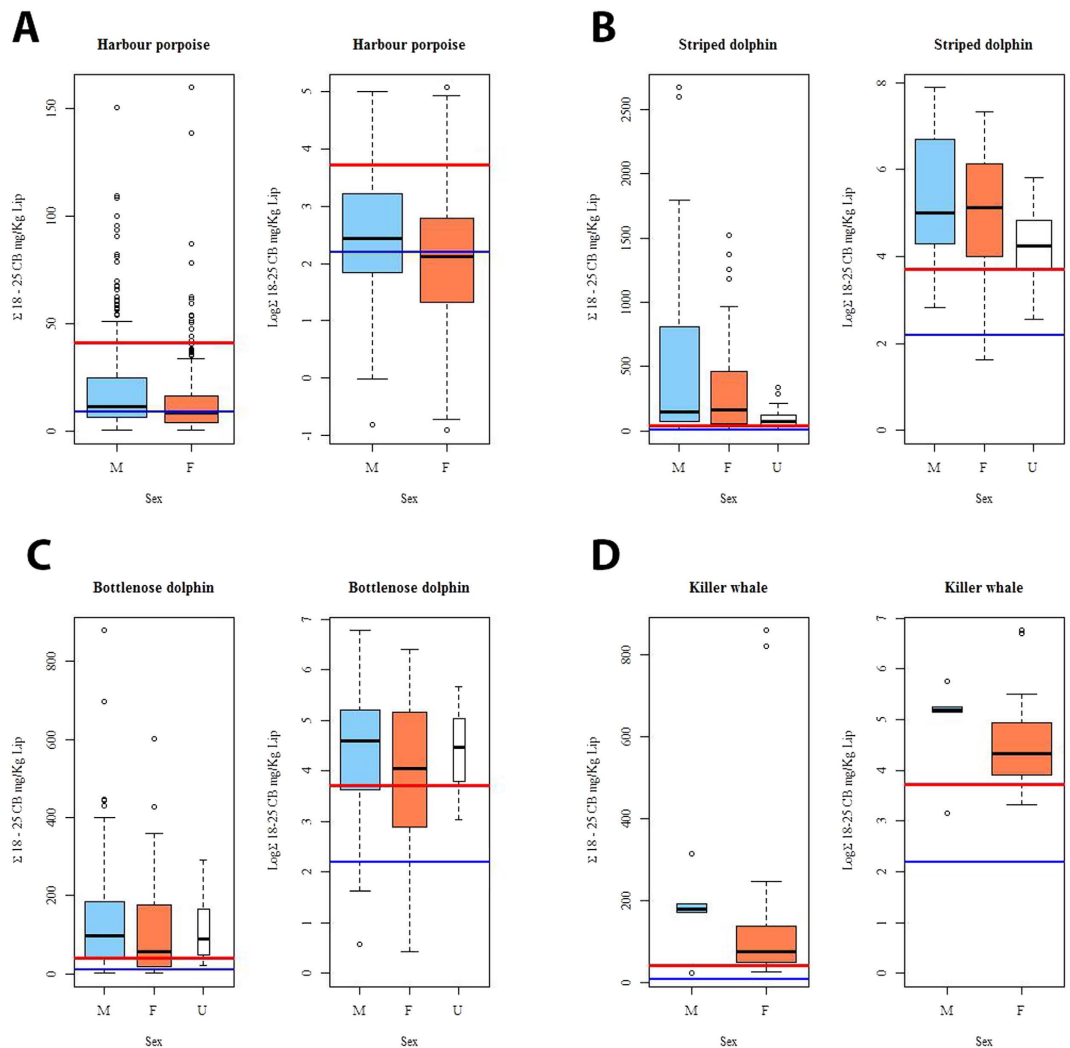 A
Harbour porpoise
Σ 18 - 25 CB mg/Kg Lip
150
100
50
0
M F
Sex
Harbour porpoise
LogΣ 18-25 CB mg/Kg Lip
5
4
3
2
1
0
-1
M F
Sex
B
Striped dolphin
Σ 18 - 25 CB mg/Kg Lip
2500
2000
1500
1000
500
0
M F U
Sex
Striped dolphin
LogΣ 18-25 CB mg/Kg Lip
8
6
4
2
0
M F U
Sex
C
Bottlenose dolphin
Σ 18 - 25 CB mg/Kg Lip
800
600
400
200
0
M F U
Sex
Bottlenose dolphin
LogΣ 18-25 CB mg/Kg Lip
7
6
5
4
3
2
1
0
M F U
Sex
D
Killer whale
Σ 18 - 25 CB mg/Kg Lip
800
600
400
200
0
M F
Sex
Killer whale
LogΣ 18-25 CB mg/Kg Lip
7
6
5
4
3
2
1
0
M F
Sex